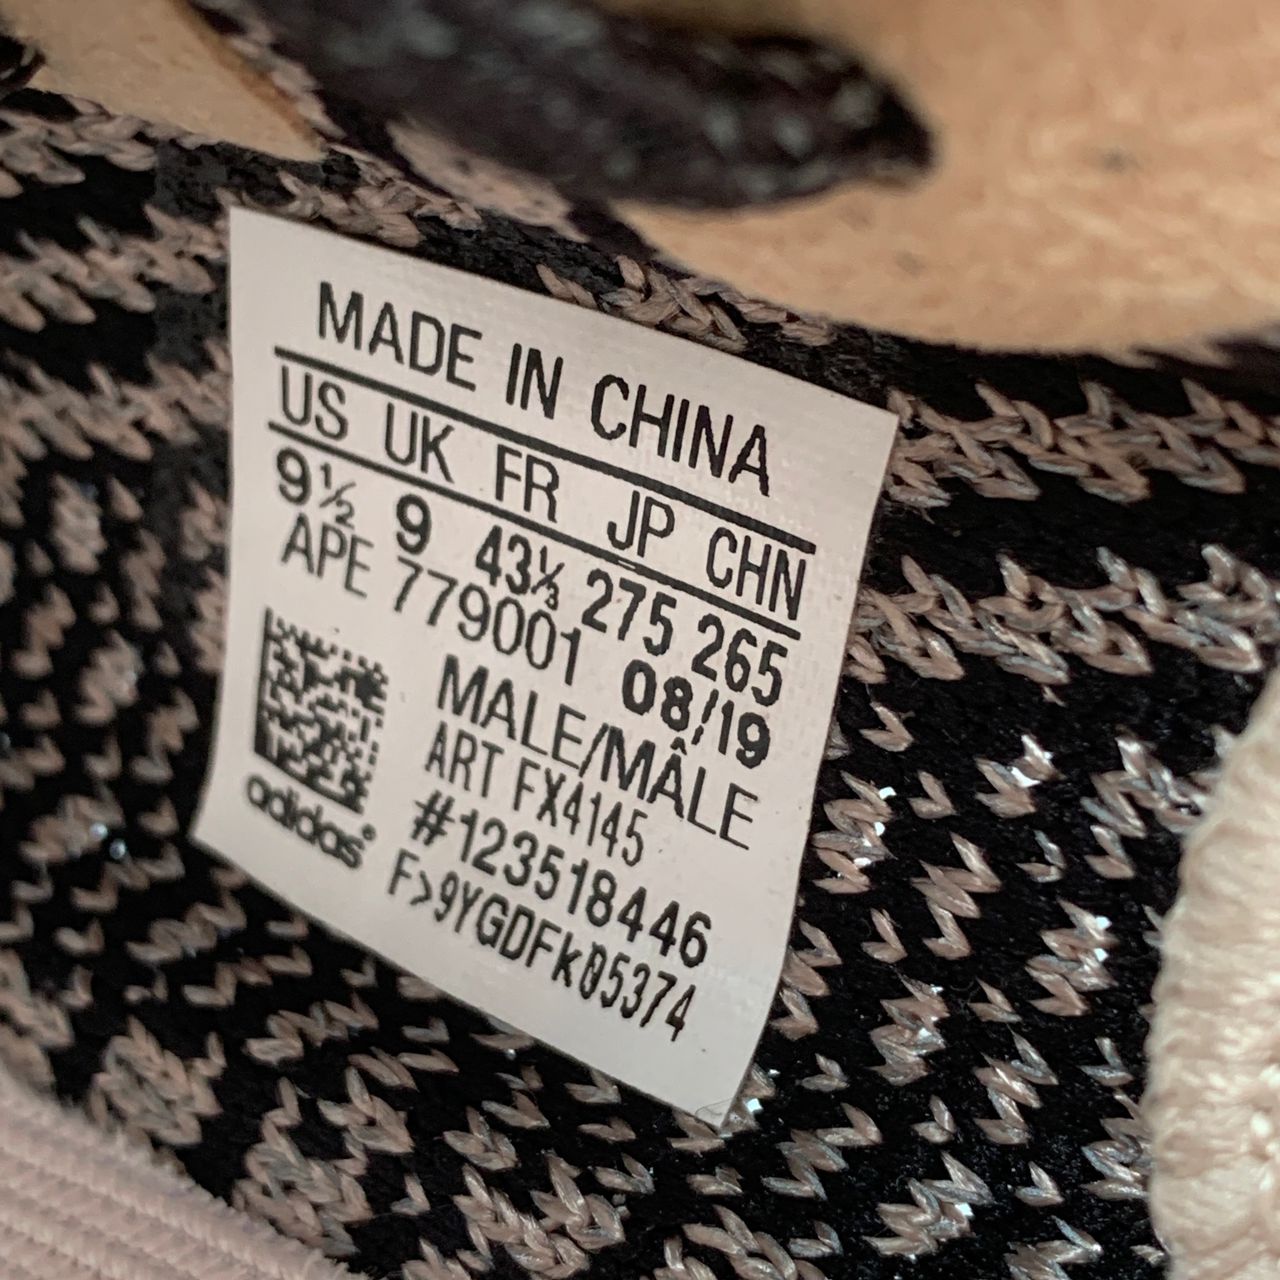 MADE IN CHINA
US UK FR JP CHN
9½ 9 43⅓ 275 265
APE 779001 08/19
MALE/MÂLE
ART FX4145
#123518446
F>9YGDFK05374
adidas®